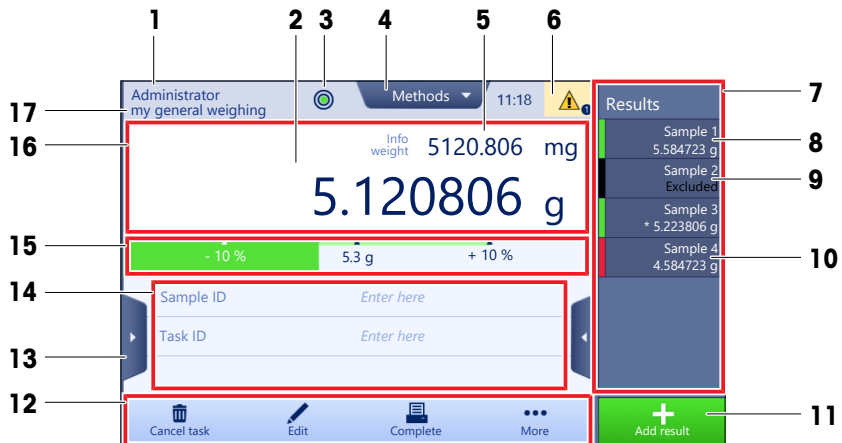 1 2 3 4 5 6
Administrator
my general weighing
Methods
11:18
1
17
16
Info
weight
5120.806 mg
5.120806 g
15
- 10 %
5.3 g
+ 10 %
14
Sample ID
Enter here
Task ID
Enter here
13
12
Cancel task
Edit
Complete
More
Results
7
Sample 1
5.584723 g
8
Sample 2
Excluded
9
Sample 3
* 5.223806 g
Sample 4
4.584723 g
10
Add result
11